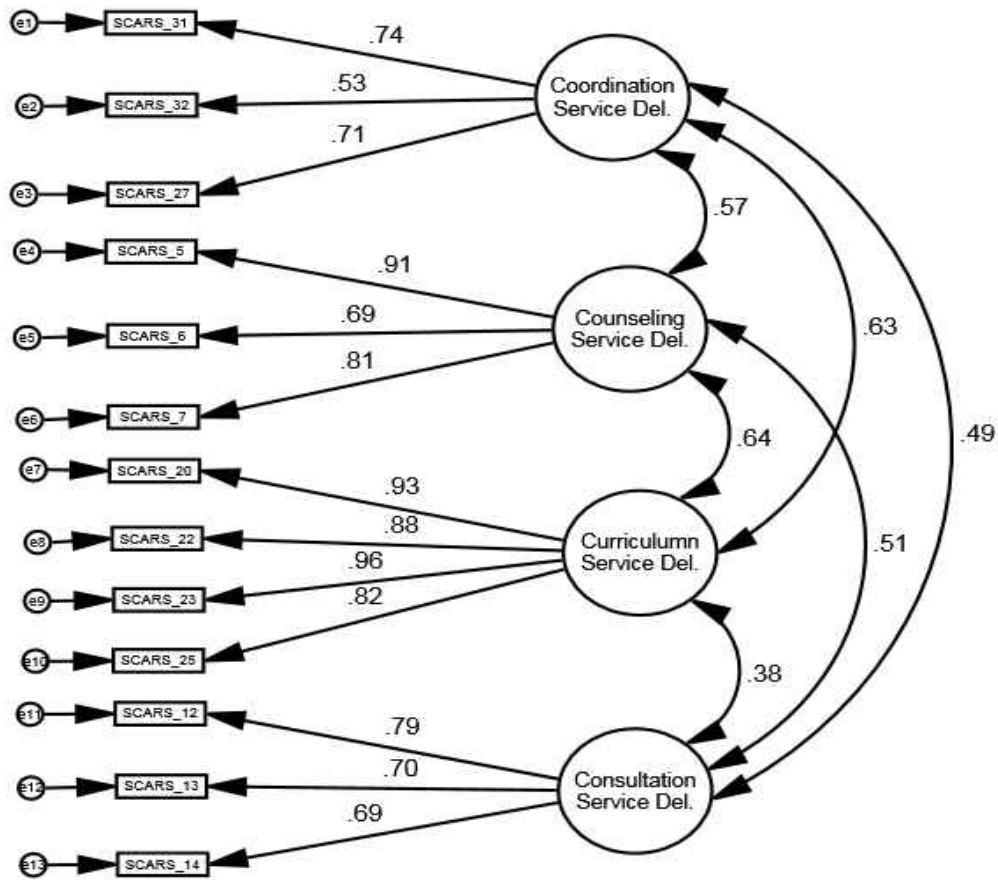 e1
SCARS_31
.74
Coordination
Service Del.
e2
SCARS_32
.53
.71
e3
SCARS_27
.57
e4
SCARS_5
.91
Counseling
Service Del.
e5
SCARS_6
.69
.63
.81
e6
SCARS_7
.64
.49
e7
SCARS_20
.93
Curriculumn
Service Del.
e8
SCARS_22
.88
.51
.96
e9
SCARS_23
.82
e10
SCARS_25
.38
e11
SCARS_12
.79
Consultation
Service Del.
e12
SCARS_13
.70
.69
e13
SCARS_14